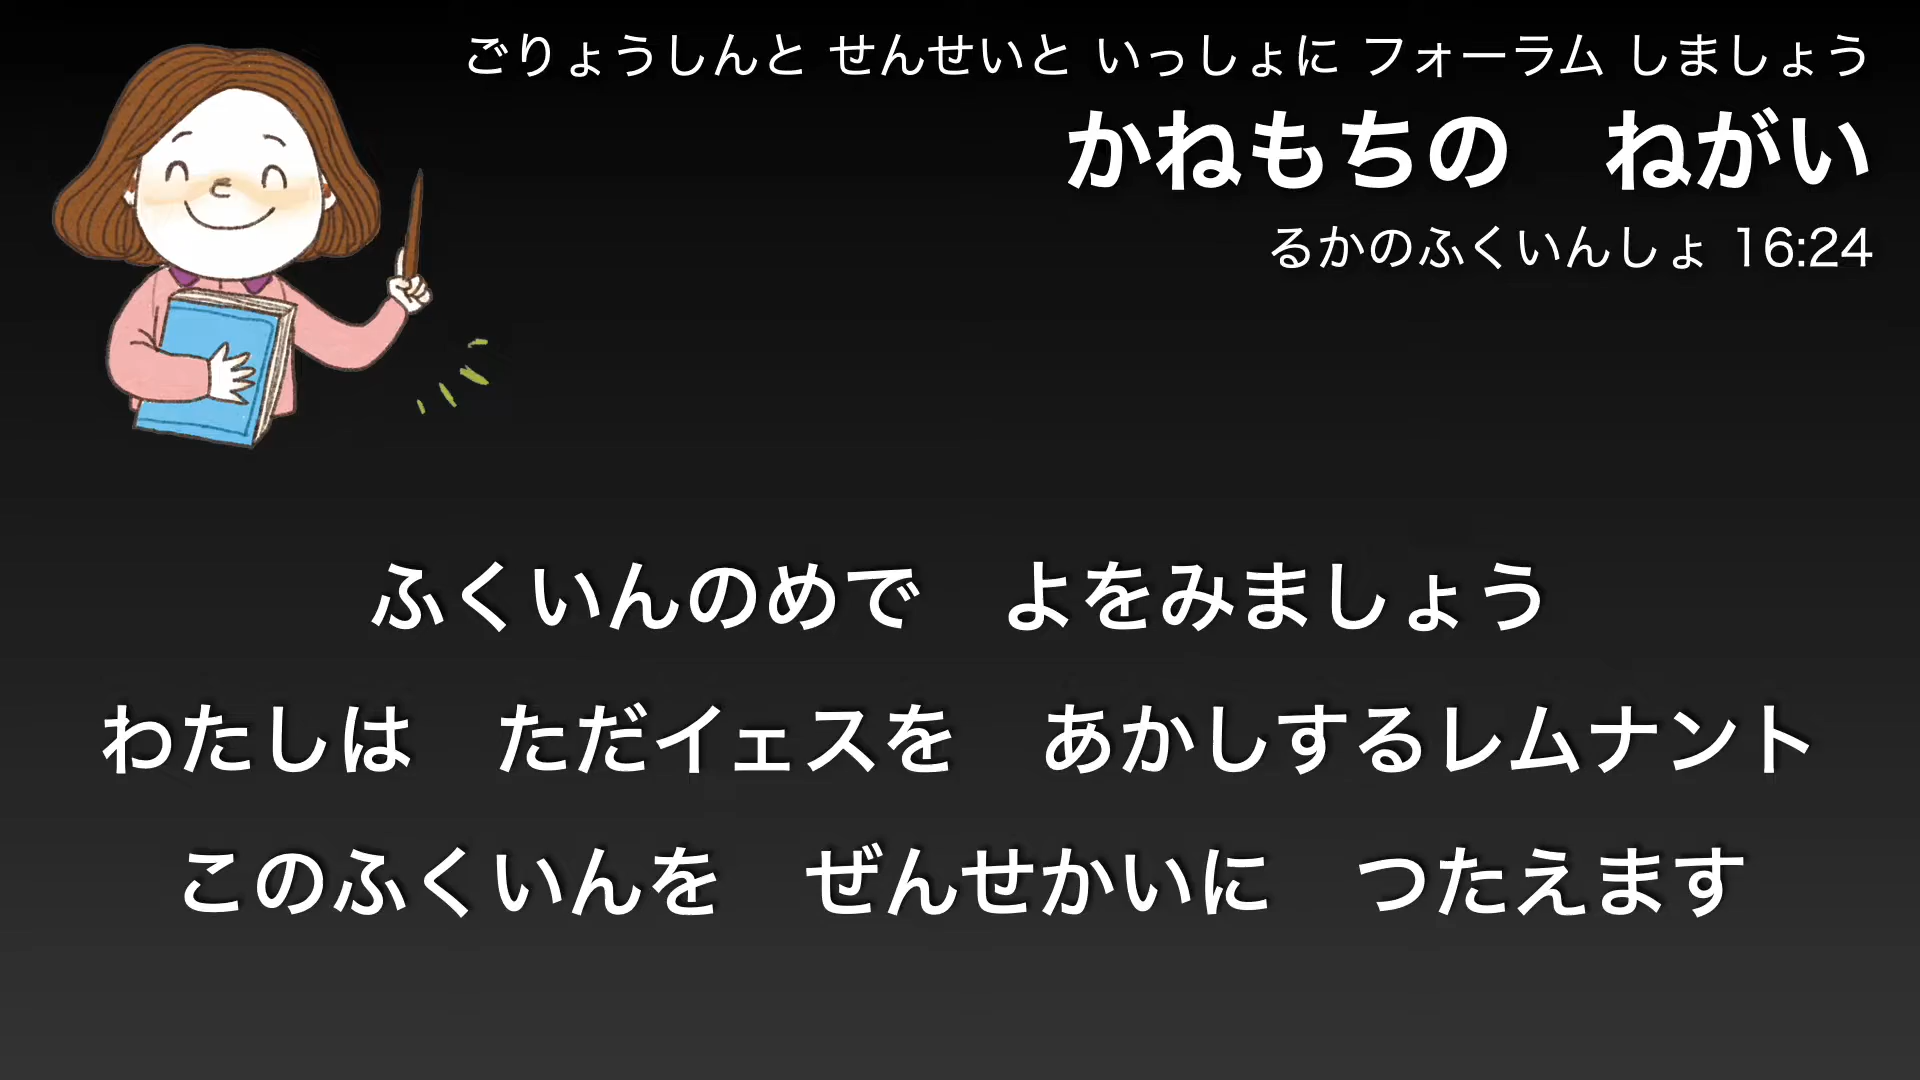 ごりょうしんと せんせいと いっしょに フォーラム しましょう
かねもちの　ねがい
るかのふくいんしょ 16:24
ふくいんのめで　よをみましょう
わたしは　ただイェスを　あかしするレムナント
このふくいんを　ぜんせかいに　つたえます